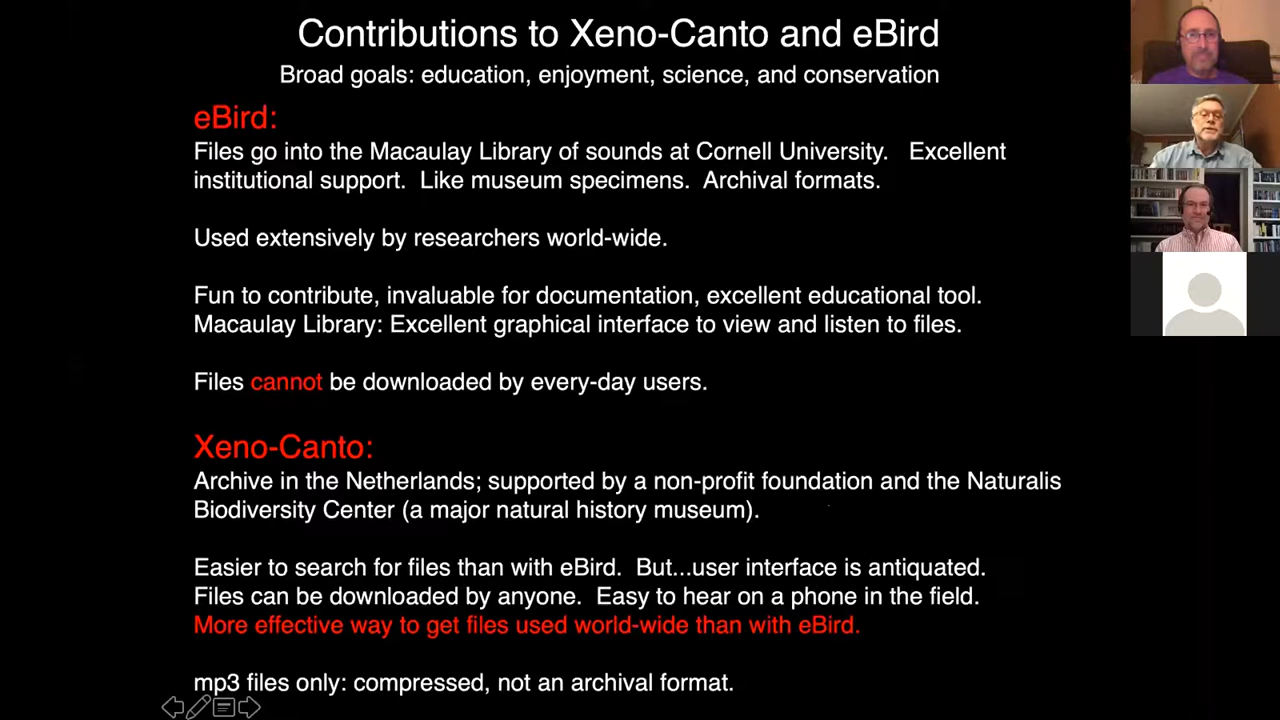 Contributions to Xeno-Canto and eBird
Broad goals: education, enjoyment, science, and conservation
eBird:
Files go into the Macaulay Library of sounds at Cornell University. Excellent
institutional support. Like museum specimens. Archival formats.
Used extensively by researchers world-wide.
Fun to contribute, invaluable for documentation, excellent educational tool.
Macaulay Library: Excellent graphical interface to view and listen to files.
Files cannot be downloaded by every-day users.
Xeno-Canto:
Archive in the Netherlands; supported by a non-profit foundation and the Naturalis
Biodiversity Center (a major natural history museum).
Easier to search for files than with eBird. But...user interface is antiquated.
Files can be downloaded by anyone. Easy to hear on a phone in the field.
More effective way to get files used world-wide than with eBird.
mp3 files only: compressed, not an archival format.